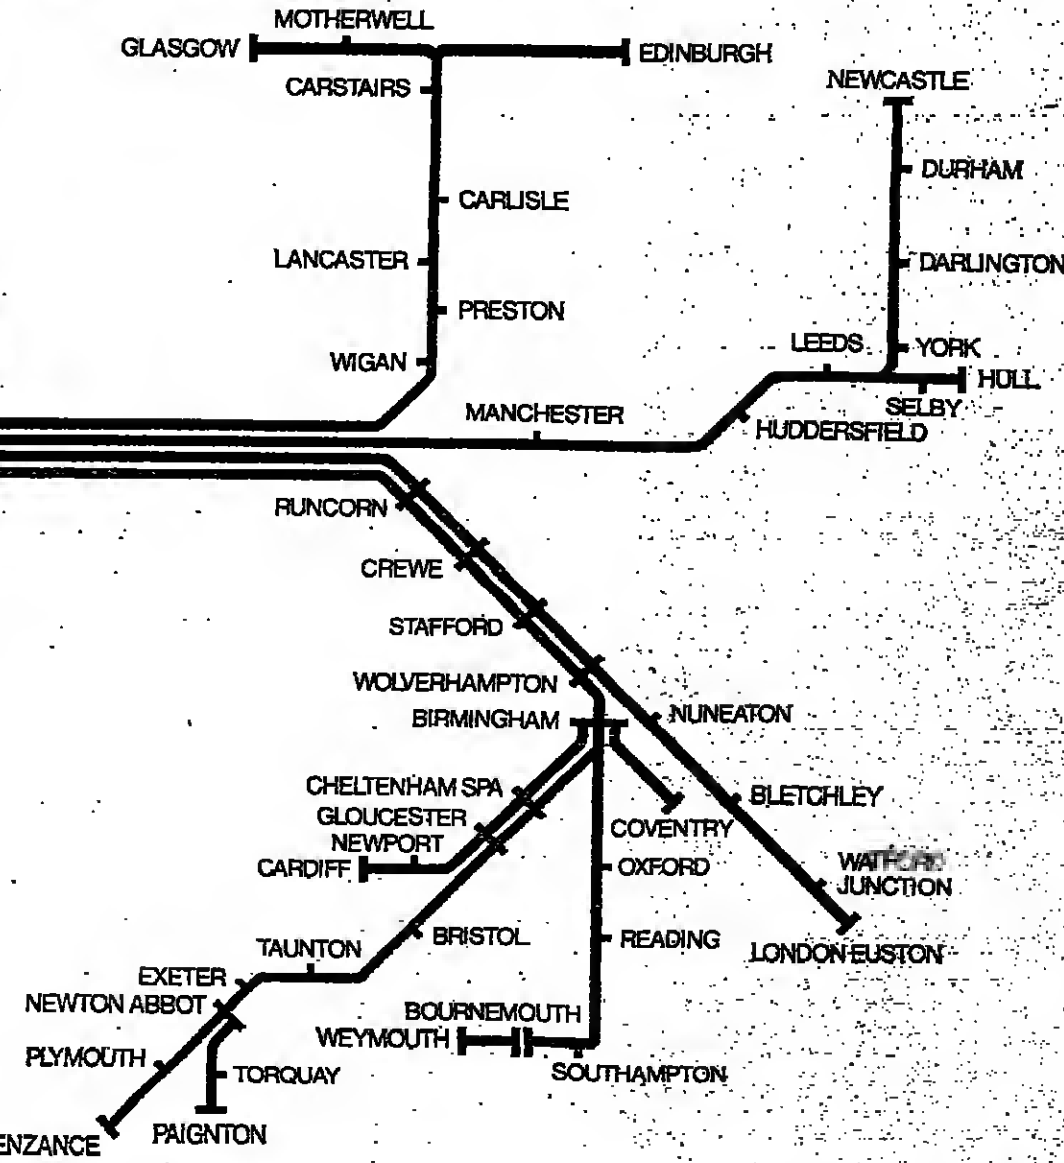 MOTHERWELL
GLASGOW
EDINBURGH
CARSTAIRS
NEWCASTLE
DURHAM
CARLISLE
LANCASTER
DARLINGTON
PRESTON
LEEDS
YORK
WIGAN
HULL
SELBY
MANCHESTER
HUDDERSFIELD
RUNCORN
CREWE
STAFFORD
WOLVERHAMPTON
BIRMINGHAM
NUNEATON
CHELTENHAM SPA
BLETCHLEY
GLOUCESTER
COVENTRY
NEWPORT
CARDIFF
OXFORD
WATFORD
JUNCTION
BRISTOL
READING
TAUNTON
LONDON EUSTON
EXETER
NEWTON ABBOT
BOURNEMOUTH
WEYMOUTH
PLYMOUTH
SOUTHAMPTON
TORQUAY
PAIGNTON
ENZANCE